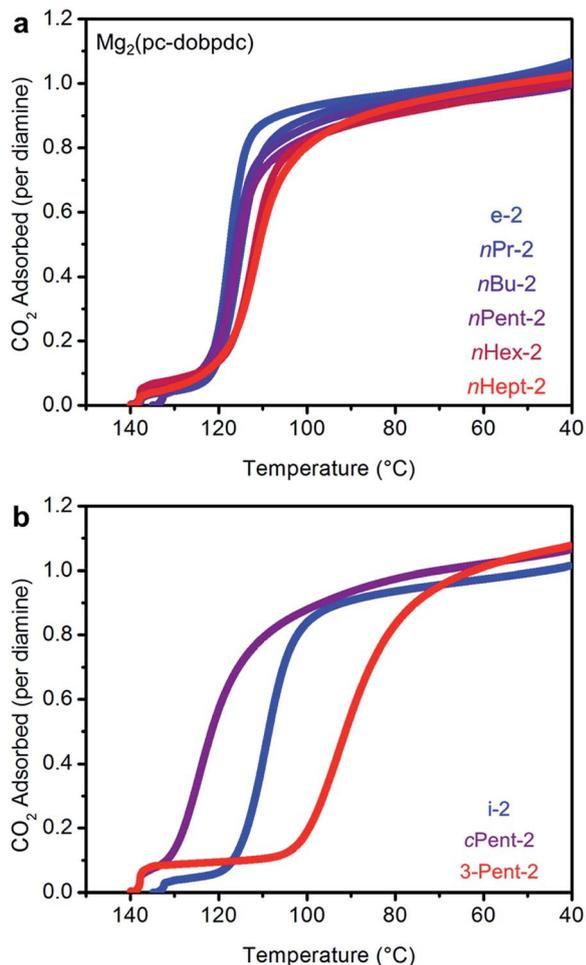 a
Mg₂(pc-dobpdc)
CO₂ Adsorbed (per diamine)
1.2
1.0
0.8
0.6
0.4
0.2
0.0
e-2
nPr-2
nBu-2
nPent-2
nHex-2
nHept-2
140 120 100 80 60 40
Temperature (°C)
b
CO₂ Adsorbed (per diamine)
1.2
1.0
0.8
0.6
0.4
0.2
0.0
i-2
cPent-2
3-Pent-2
140 120 100 80 60 40
Temperature (°C)